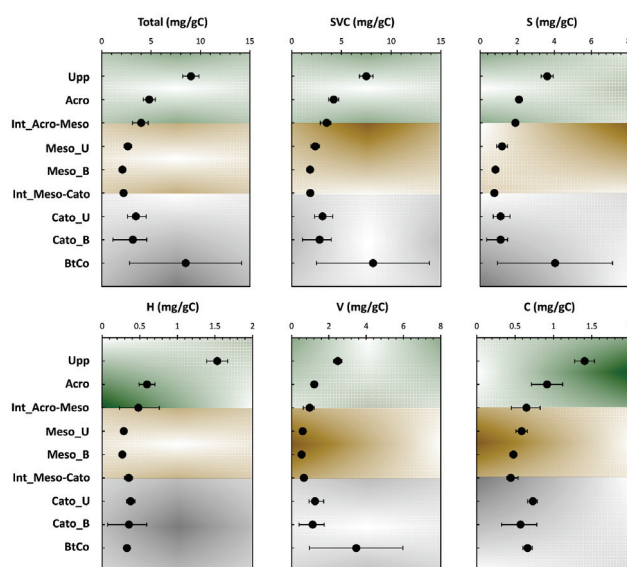 Total (mg/gC) SVC (mg/gC) S (mg/gC)
0 5 10 15 0 5 10 15 0 2 4 6 8
Upp
Acro
Int_Acro-Meso
Meso_U
Meso_B
Int_Meso-Cato
Cato_U
Cato_B
BtCo
H (mg/gC) V (mg/gC) C (mg/gC)
0 0.5 1 1.5 2 0 2 4 6 8 0 0.5 1 1.5 2
Upp
Acro
Int_Acro-Meso
Meso_U
Meso_B
Int_Meso-Cato
Cato_U
Cato_B
BtCo